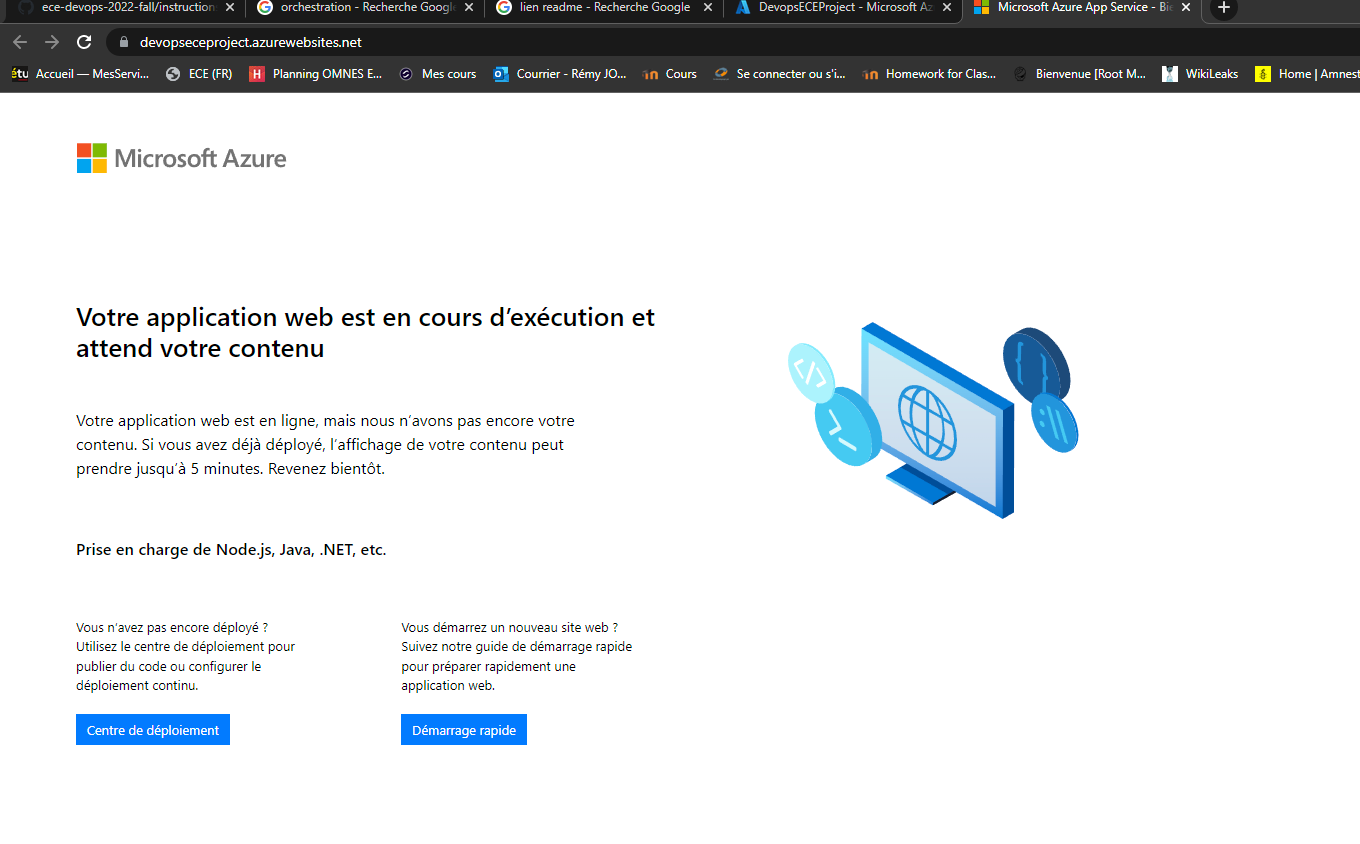 ece-devops-2022-fall/instruction
orchestration - Recherche Google
lien readme - Recherche Google
DevopsECEProject - Microsoft Az
Microsoft Azure App Service - Bie
devopseceproject.azurewebsites.net
étu Accueil — MesServi...
ECE (FR)
H Planning OMNES E...
Mes cours
Courrier - Rémy JO...
Cours
Se connecter ou s'i...
Homework for Clas...
Bienvenue [Root M...
WikiLeaks
Home | Amnest
Microsoft Azure
Votre application web est en cours d’exécution et
attend votre contenu
Votre application web est en ligne, mais nous n’avons pas encore votre
contenu. Si vous avez déjà déployé, l’affichage de votre contenu peut
prendre jusqu’à 5 minutes. Revenez bientôt.
Prise en charge de Node.js, Java, .NET, etc.
Vous n’avez pas encore déployé ?
Utilisez le centre de déploiement pour
publier du code ou configurer le
déploiement continu.
Centre de déploiement
Vous démarrez un nouveau site web ?
Suivez notre guide de démarrage rapide
pour préparer rapidement une
application web.
Démarrage rapide